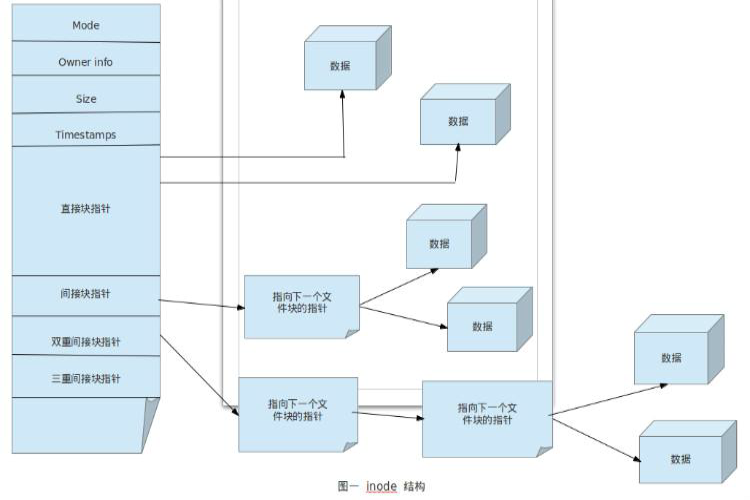 Mode
Owner info
Size
Timestamps
直接块指针
间接块指针
双重间接块指针
三重间接块指针
数据
数据
数据
指向下一个文
件块的指针
数据
指向下一个文
件块的指针
指向下一个文
件块的指针
数据
数据
图一 inode 结构